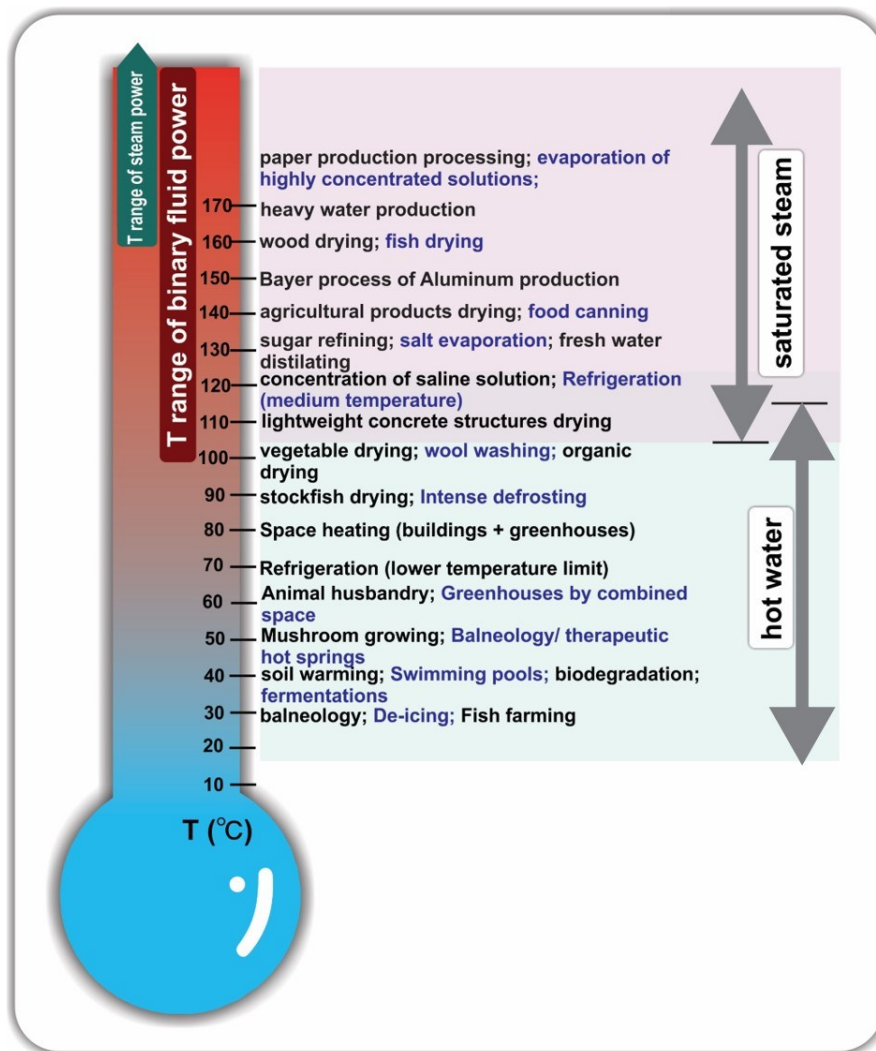 T range of steam power
T range of binary fluid power
paper production processing; evaporation of
highly concentrated solutions;
170 heavy water production
160 wood drying; fish drying
150 Bayer process of Aluminum production
140 agricultural products drying; food canning
130 sugar refining; salt evaporation; fresh water
distilating
120 concentration of saline solution; Refrigeration
(medium temperature)
110 lightweight concrete structures drying
100 vegetable drying; wool washing; organic
drying
90 stockfish drying; Intense defrosting
80 Space heating (buildings + greenhouses)
70 Refrigeration (lower temperature limit)
60 Animal husbandry; Greenhouses by combined
space
50 Mushroom growing; Balneology/ therapeutic
hot springs
40 soil warming; Swimming pools; biodegradation;
fermentations
30 balneology; De-icing; Fish farming
20
10
T (°C)
saturated steam
hot water